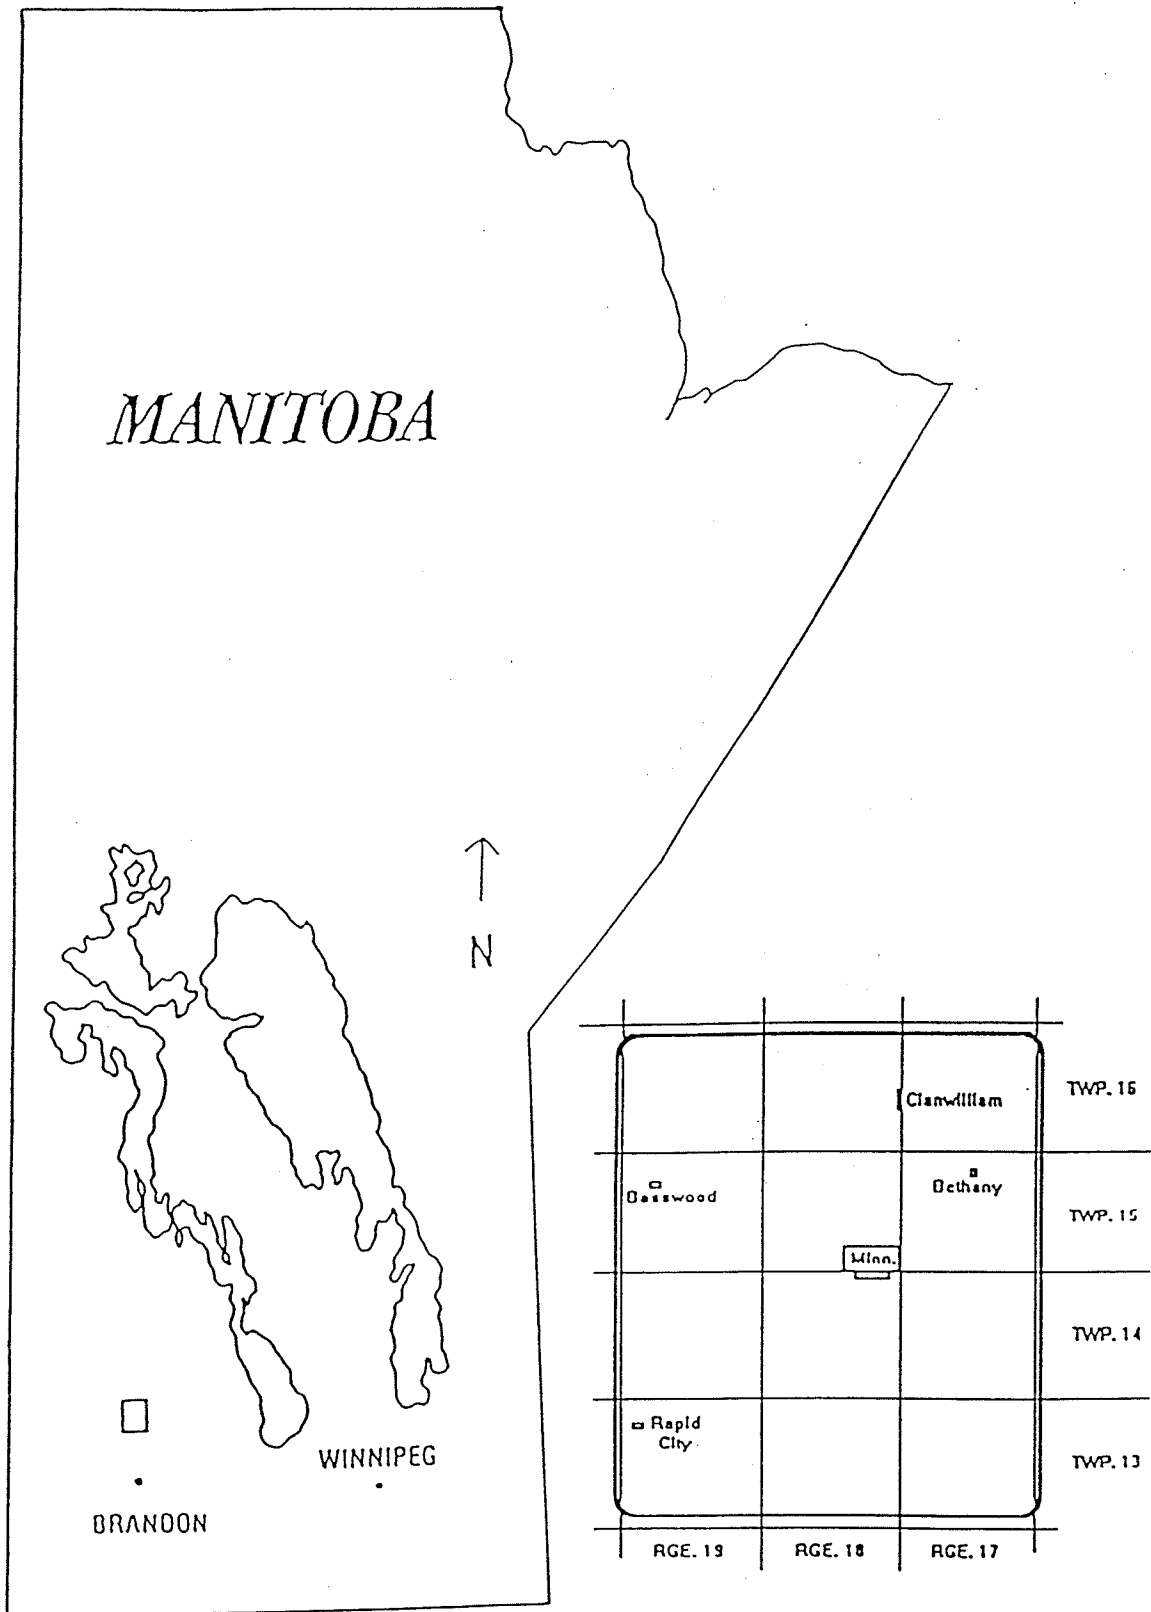 MANITOBA
N
TWP. 16
Clanwilliam
Basswood
Bethany
TWP. 15
Minn.
TWP. 14
Rapid
City
TWP. 13
WINNIPEG
BRANDON
RGE. 19 RGE. 18 RGE. 17